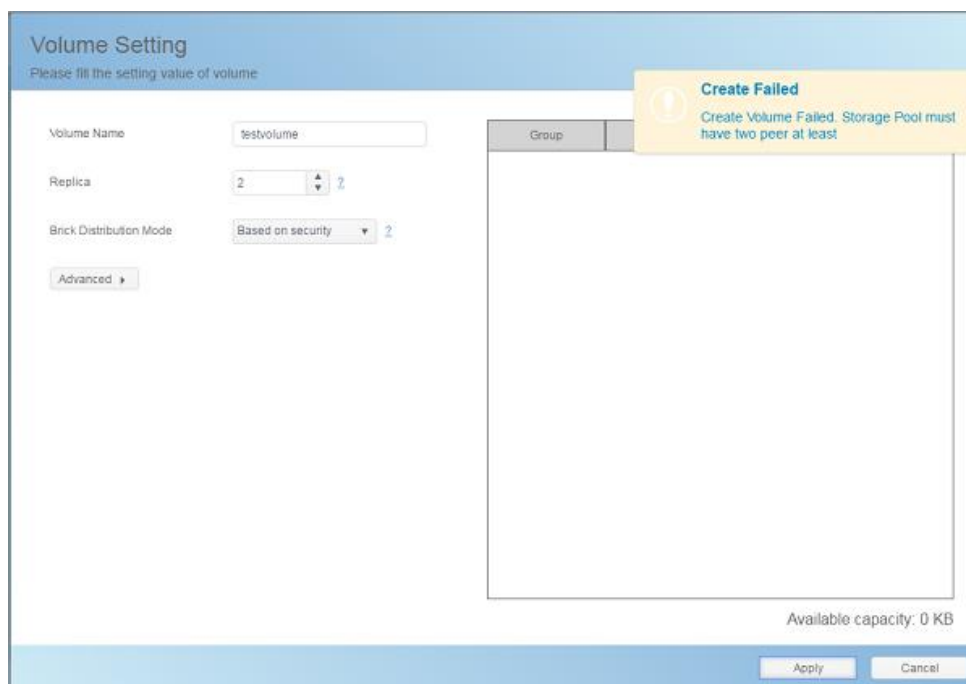 Volume Setting
Please fill the setting value of volume
Create Failed
Create Volume Failed. Storage Pool must
have two peer at least
Volume Name
testvolume
Group
Replica
2
?
Brick Distribution Mode
Based on security
?
Advanced
Available capacity: 0 KB
Apply
Cancel